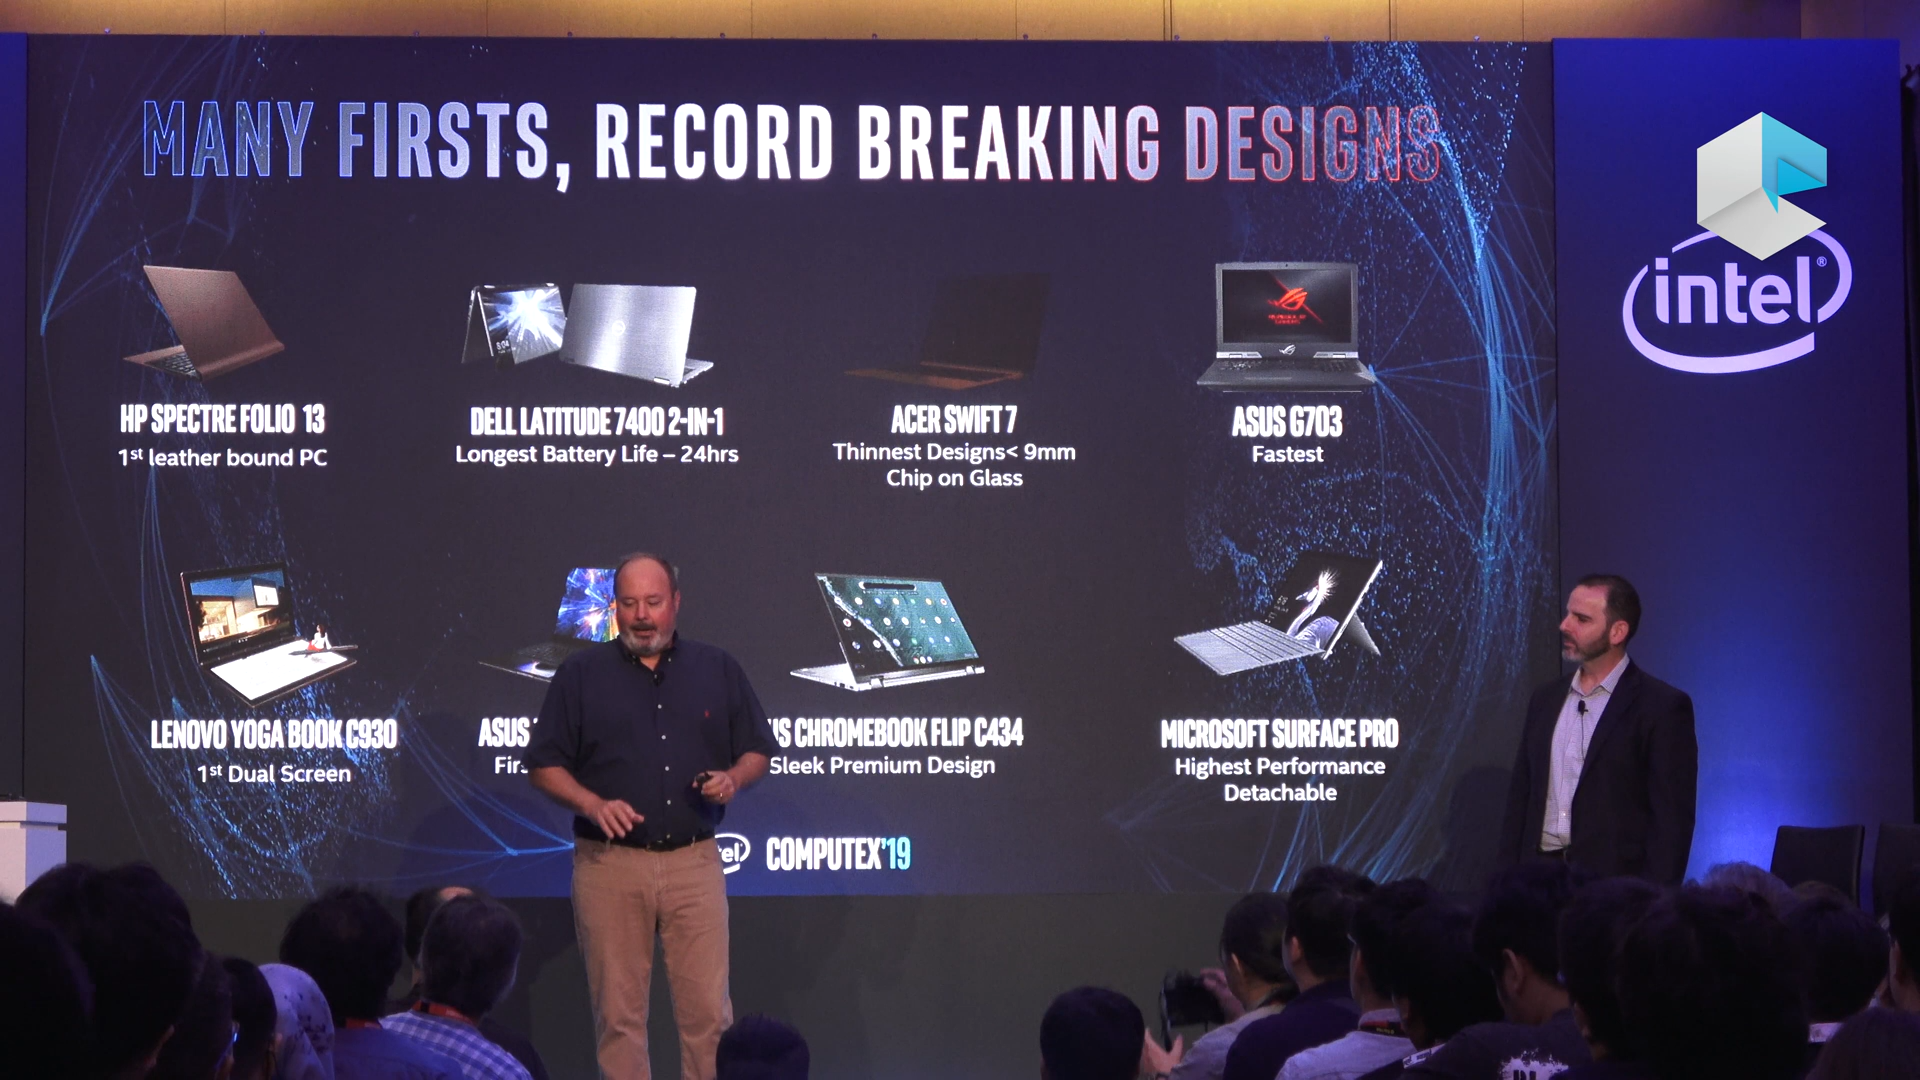 MANY FIRSTS, RECORD BREAKING DESIGNS
intel®
HP SPECTRE FOLIO 13
1st leather bound PC
DELL LATITUDE 7400 2-IN-1
Longest Battery Life – 24hrs
ACER SWIFT 7
Thinnest Designs< 9mm
Chip on Glass
ASUS G703
Fastest
LENOVO YOGA BOOK C930
1st Dual Screen
ASUS
CHROMEBOOK FLIP C434
Sleek Premium Design
MICROSOFT SURFACE PRO
Highest Performance
Detachable
COMPUTEX'19